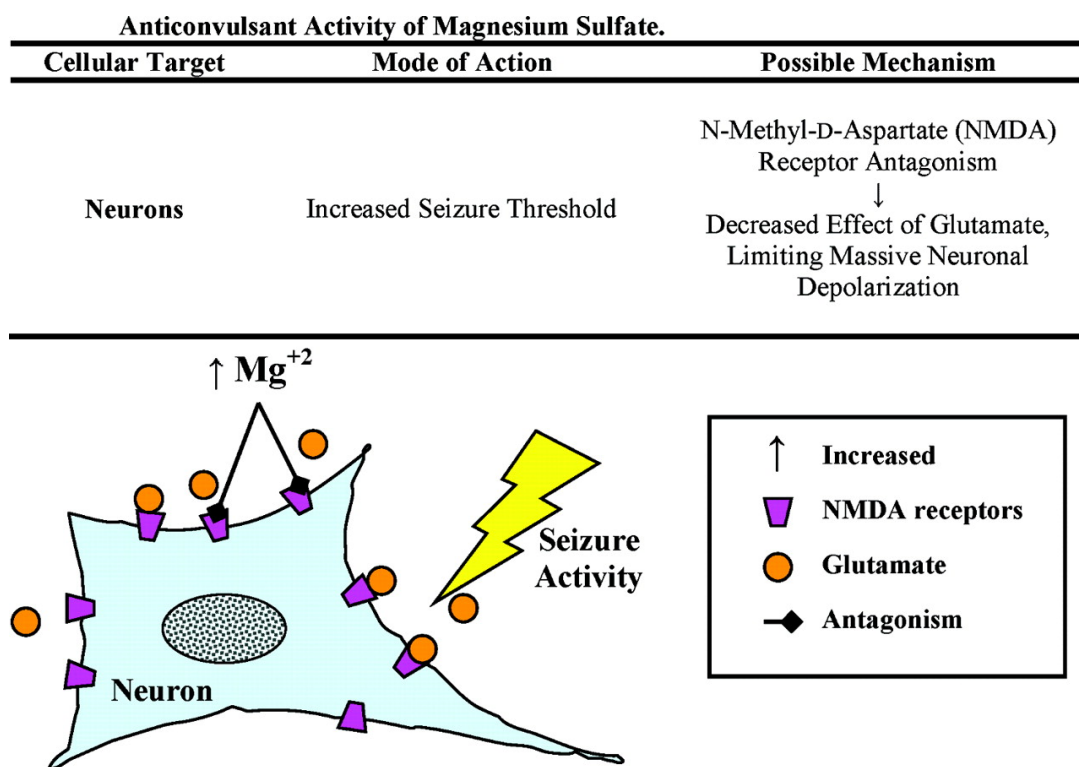 Anticonvulsant Activity of Magnesium Sulfate.
Cellular Target Mode of Action Possible Mechanism
Neurons
Increased Seizure Threshold
N-Methyl-D-Aspartate (NMDA)
Receptor Antagonism
↓
Decreased Effect of Glutamate,
Limiting Massive Neuronal
Depolarization
↑ Mg⁺²
Seizure
Activity
Neuron
↑ Increased
NMDA receptors
Glutamate
Antagonism